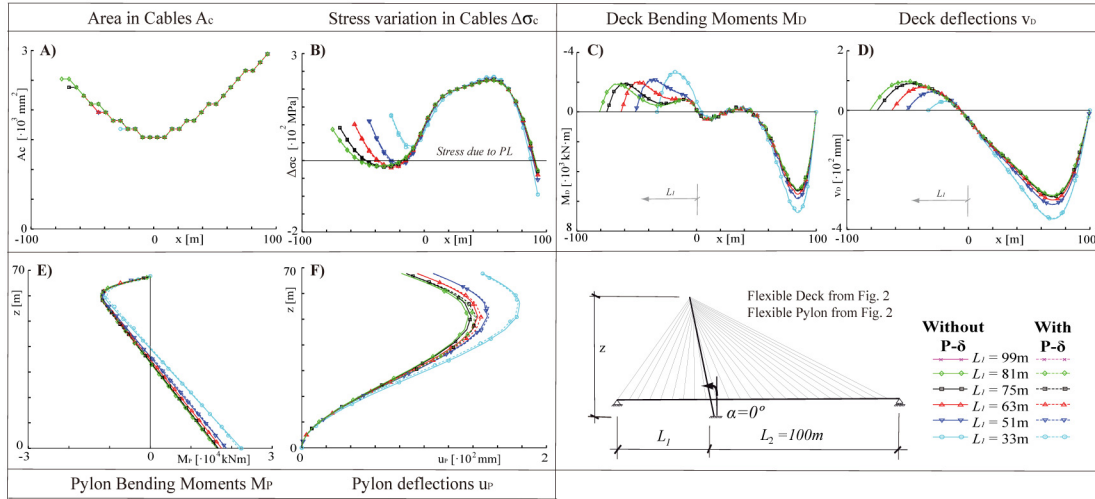 Area in Cables Ac
Stress variation in Cables Δσc
Deck Bending Moments MD
Deck deflections vD
A)
3
Ac [·10³ mm²]
0
-100
0
x [m]
100
B)
3
Δσc [·10² MPa]
Stress due to PL
-2
-100
0
x [m]
100
C)
-4
0
MD [·10³ kN·m]
8
L1
-100
0
x [m]
100
D)
2
0
vD [·10² mm]
-4
L1
-100
0
x [m]
100
E)
70
z [m]
0
-3
0
MP [·10⁴ kNm]
3
F)
70
z [m]
0
0
uP [·10² mm]
2
Pylon Bending Moments MP
Pylon deflections uP
Flexible Deck from Fig. 2
Flexible Pylon from Fig. 2
z
α=0º
L1
L2 =100m
Without P-δ
With P-δ
L1 = 99m
L1 = 81m
L1 = 75m
L1 = 63m
L1 = 51m
L1 = 33m